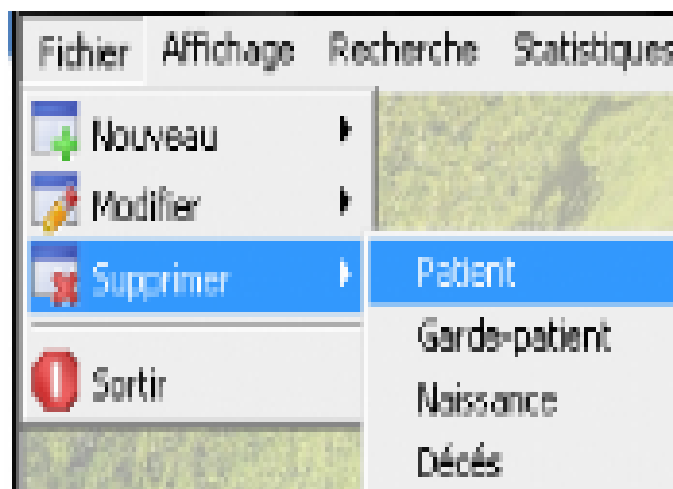 Fichier Affichage Recherche Statistiques
Nouveau
Modifier
Supprimer
Patient
Garde-patient
Naissance
Décés
Sortir